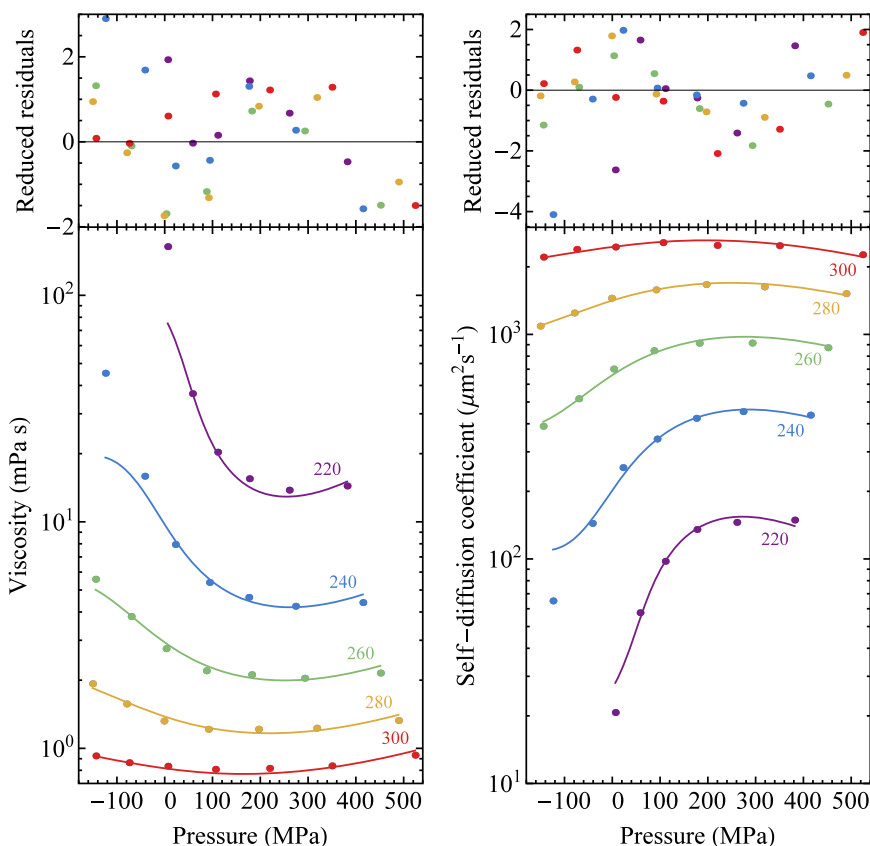 Reduced residuals
2
0
−2
Viscosity (mPa s)
10²
10¹
10⁰
220
240
260
280
300
−100 0 100 200 300 400 500
Pressure (MPa)
Reduced residuals
2
0
−2
−4
Self−diffusion coefficient (μm²s⁻¹)
10³
10²
10¹
300
280
260
240
220
−100 0 100 200 300 400 500
Pressure (MPa)